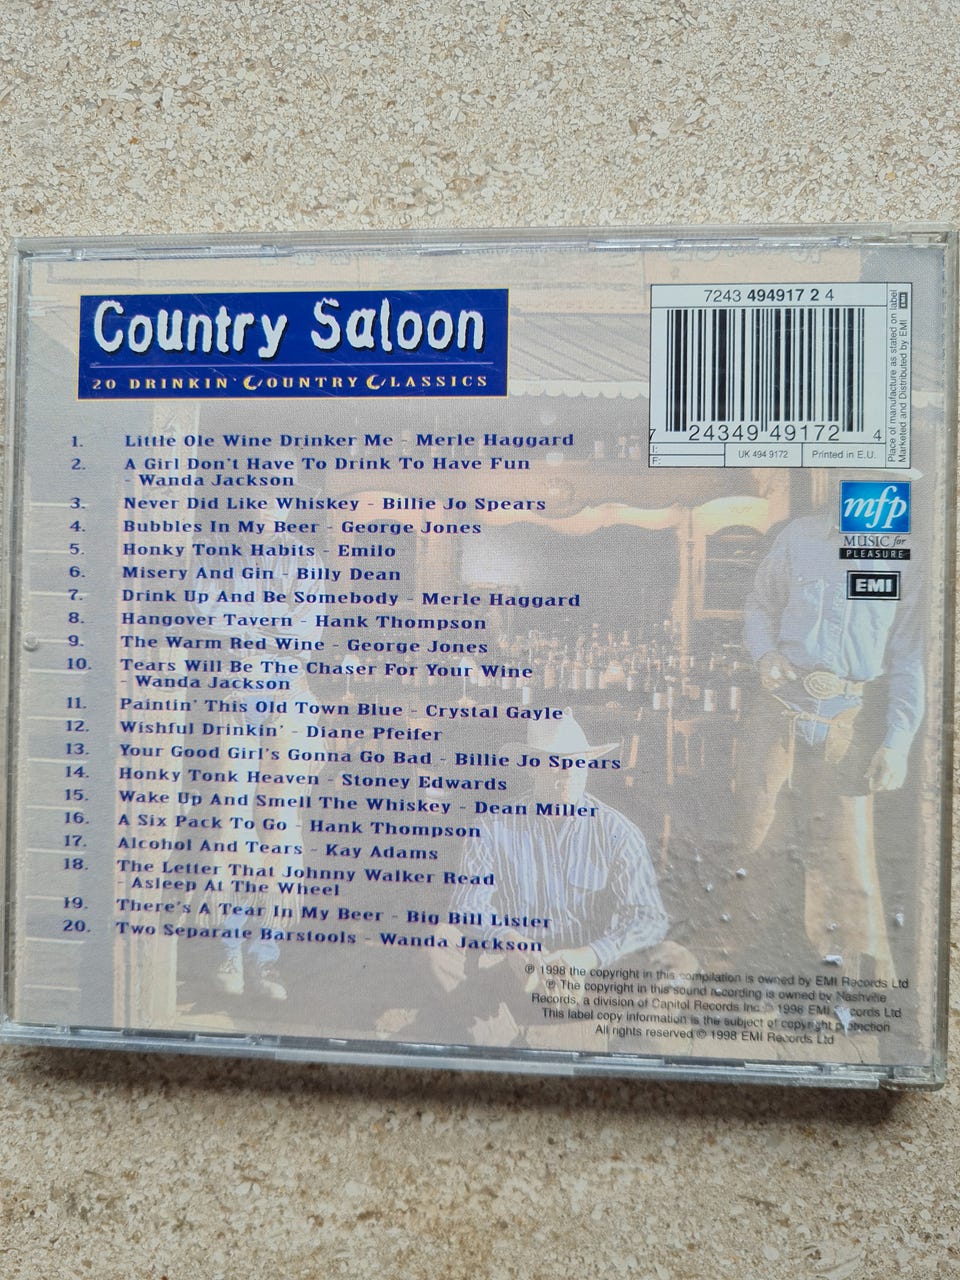 Country Saloon
20 DRINKIN' COUNTRY CLASSICS
7243 494917 2 4
7 24349 49172 4
I:
F:
UK 494 9172
Printed in E.U.
Place of manufacture as stated on label
Marketed and Distributed by EMI
EMI
mfp
MUSIC for
PLEASURE
EMI
1. Little Ole Wine Drinker Me - Merle Haggard
2. A Girl Don't Have To Drink To Have Fun
- Wanda Jackson
3. Never Did Like Whiskey - Billie Jo Spears
4. Bubbles In My Beer - George Jones
5. Honky Tonk Habits - Emilo
6. Misery And Gin - Billy Dean
7. Drink Up And Be Somebody - Merle Haggard
8. Hangover Tavern - Hank Thompson
9. The Warm Red Wine - George Jones
10. Tears Will Be The Chaser For Your Wine
- Wanda Jackson
11. Paintin' This Old Town Blue - Crystal Gayle
12. Wishful Drinkin' - Diane Pfeifer
13. Your Good Girl's Gonna Go Bad - Billie Jo Spears
14. Honky Tonk Heaven - Stoney Edwards
15. Wake Up And Smell The Whiskey - Dean Miller
16. A Six Pack To Go - Hank Thompson
17. Alcohol And Tears - Kay Adams
18. The Letter That Johnny Walker Read
- Asleep At The Wheel
19. There's A Tear In My Beer - Big Bill Lister
20. Two Separate Barstools - Wanda Jackson
℗ 1998 the copyright in this compilation is owned by EMI Records Ltd
℗ The copyright in this sound recording is owned by Nashville
Records, a division of Capitol Records Inc © 1998 EMI Records Ltd
This label copy information is the subject of copyright protection
All rights reserved © 1998 EMI Records Ltd